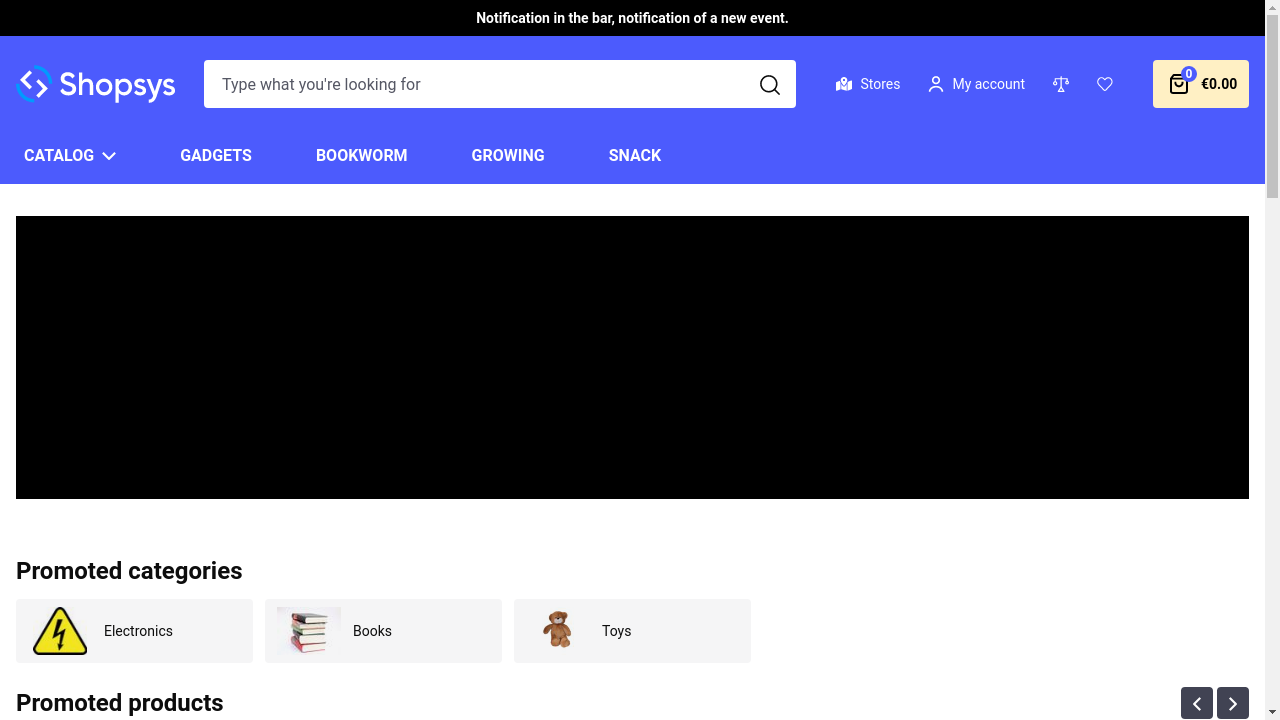 Notification in the bar, notification of a new event.
Shopsys
Type what you're looking for
Stores
My account
0
€0.00
CATALOG
GADGETS
BOOKWORM
GROWING
SNACK
Promoted categories
Electronics
Books
Toys
Promoted products